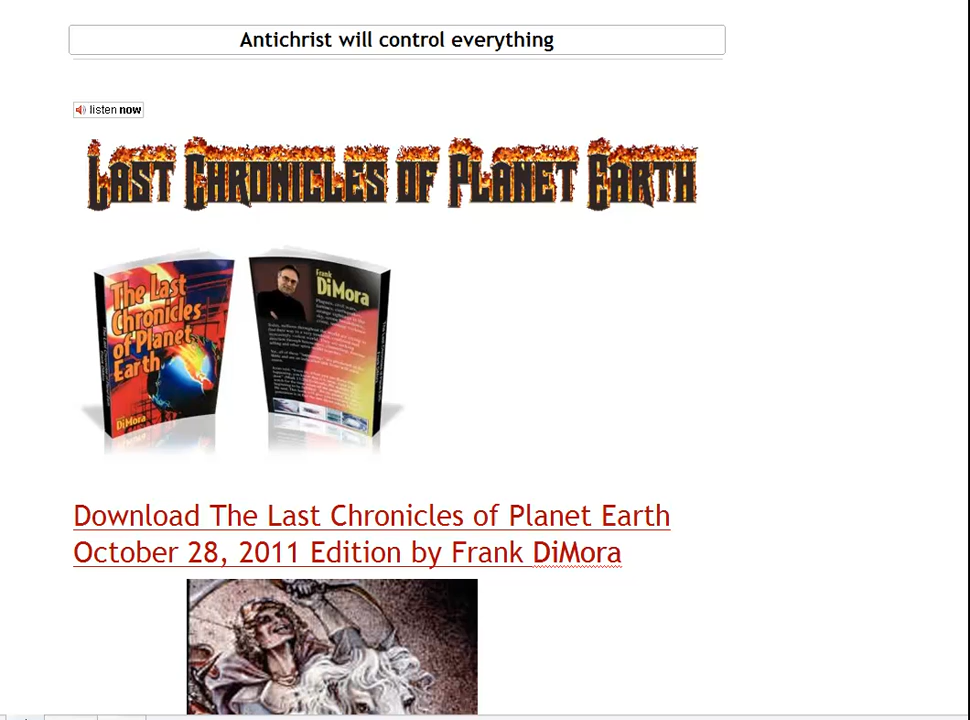 Antichrist will control everything
listen now
Last Chronicles of Planet Earth
The Last
Chronicles
of Planet
Earth
DiMora
Frank
DiMora
Download The Last Chronicles of Planet Earth
October 28, 2011 Edition by Frank DiMora